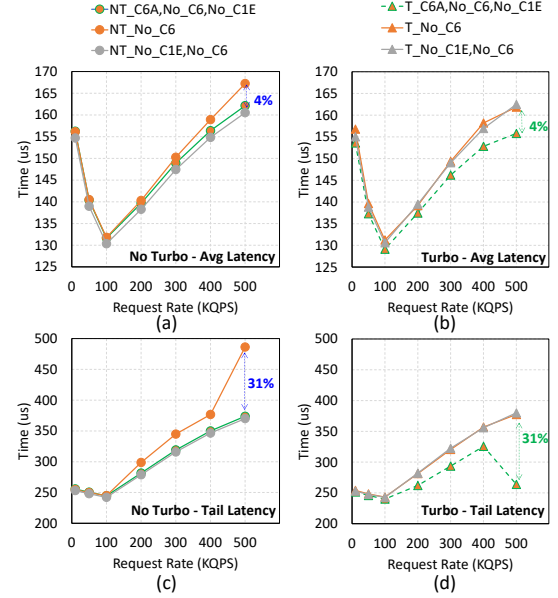 (a)
NT_C6A,No_C6,No_C1E
NT_No_C6
NT_No_C1E,No_C6
170
165
160
155
150
145
140
135
130
125
Time (us)
4%
No Turbo - Avg Latency
0 100 200 300 400 500
Request Rate (KQPS)
(a)
(b)
T_C6A,No_C6,No_C1E
T_No_C6
T_No_C1E,No_C6
170
165
160
155
150
145
140
135
130
125
Time (us)
4%
Turbo - Avg Latency
0 100 200 300 400 500
Request Rate (KQPS)
(b)
500
450
400
350
300
250
200
Time (us)
31%
No Turbo - Tail Latency
0 100 200 300 400 500
Request Rate (KQPS)
(c)
500
450
400
350
300
250
200
Time (us)
31%
Turbo - Tail Latency
0 100 200 300 400 500
Request Rate (KQPS)
(d)